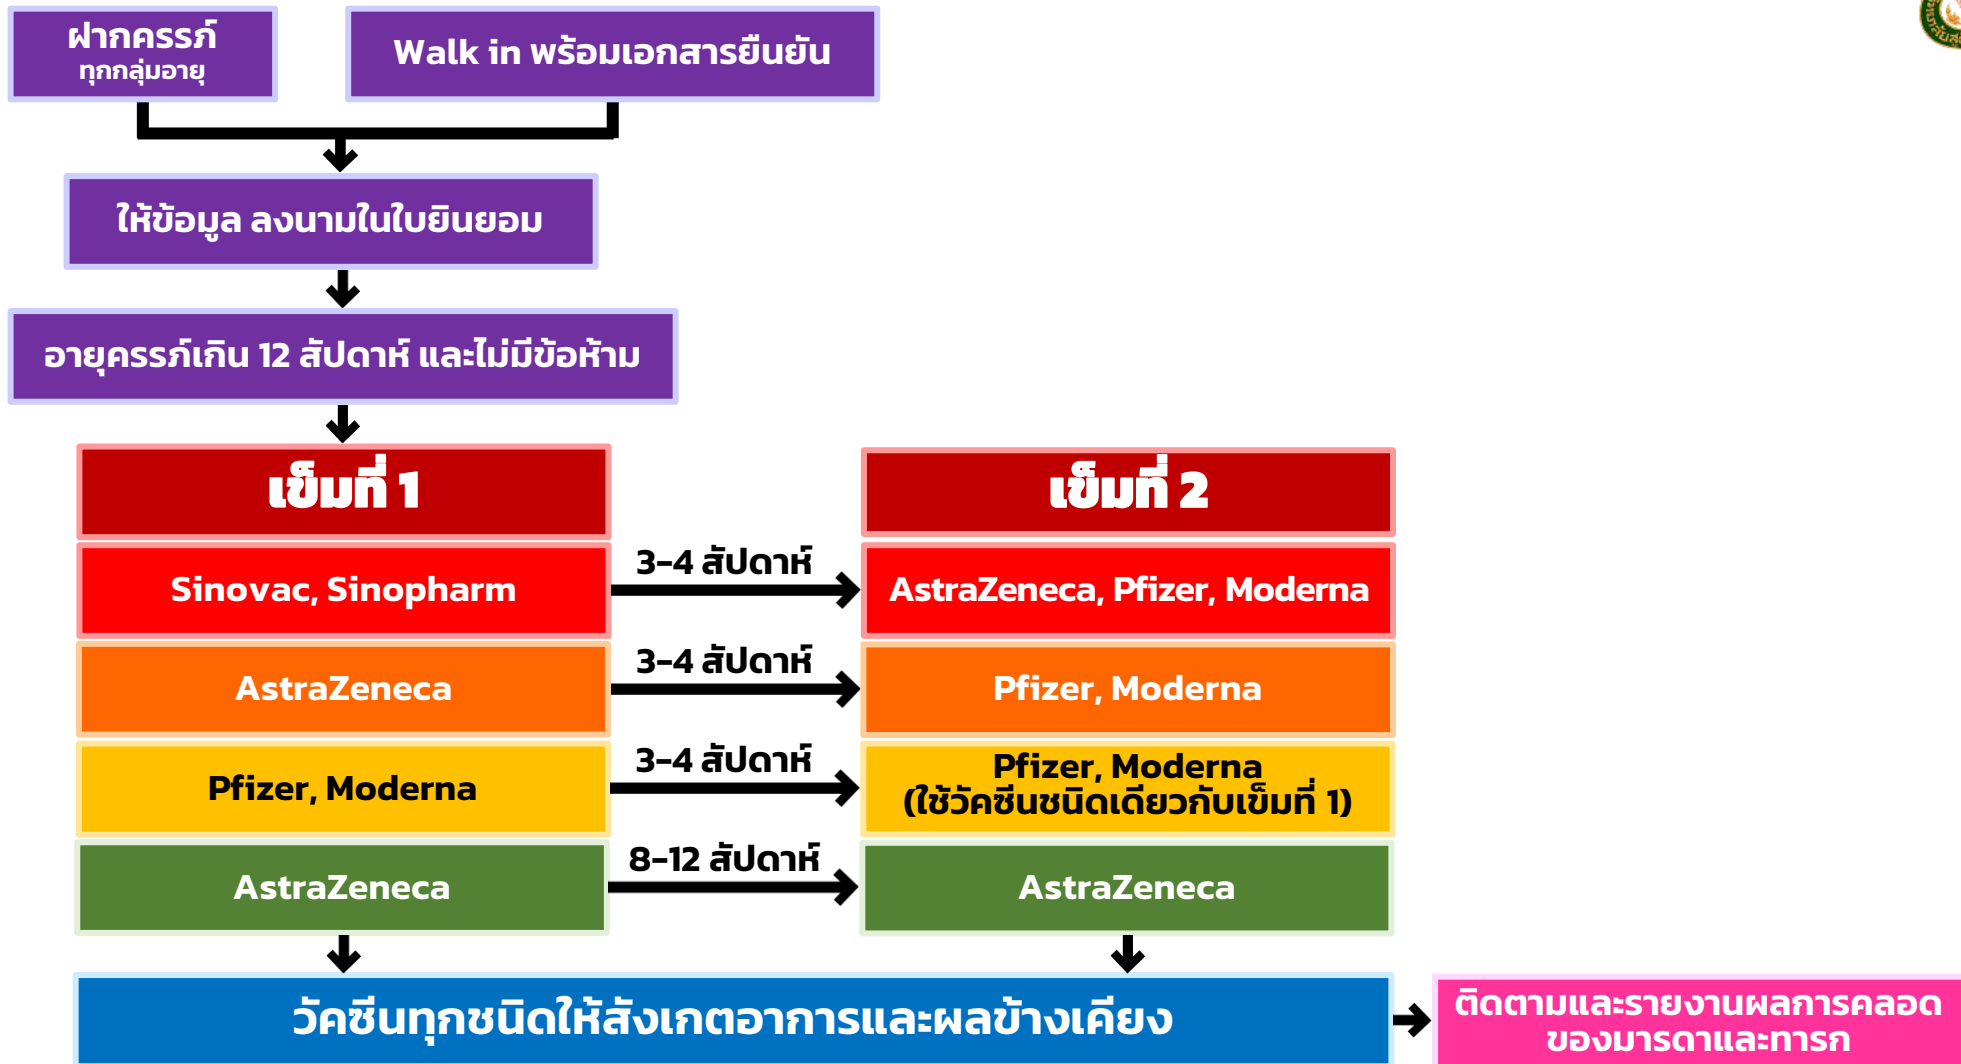 ฝากครรภ์
ทุกกลุ่มอายุ
Walk in พร้อมเอกสารยืนยัน
ให้ข้อมูล ลงนามในใบยินยอม
อายุครรภ์เกิน 12 สัปดาห์ และไม่มีข้อห้าม
เข็มที่ 1
เข็มที่ 2
Sinovac, Sinopharm
3-4 สัปดาห์
AstraZeneca, Pfizer, Moderna
AstraZeneca
3-4 สัปดาห์
Pfizer, Moderna
Pfizer, Moderna
3-4 สัปดาห์
Pfizer, Moderna
(ใช้วัคซีนชนิดเดียวกับเข็มที่ 1)
AstraZeneca
8-12 สัปดาห์
AstraZeneca
วัคซีนทุกชนิดให้สังเกตอาการและผลข้างเคียง
ติดตามและรายงานผลการคลอด
ของมารดาและทารก